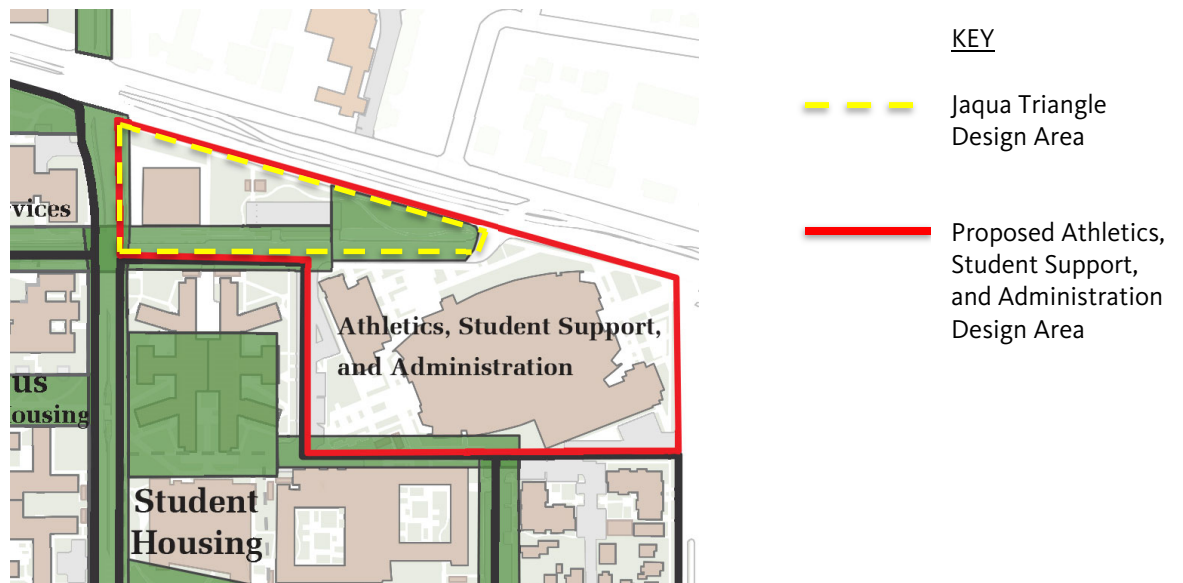 vices
Athletics, Student Support,
and Administration
us
ousing
Student
Housing
KEY
Jaqua Triangle
Design Area
Proposed Athletics,
Student Support,
and Administration
Design Area